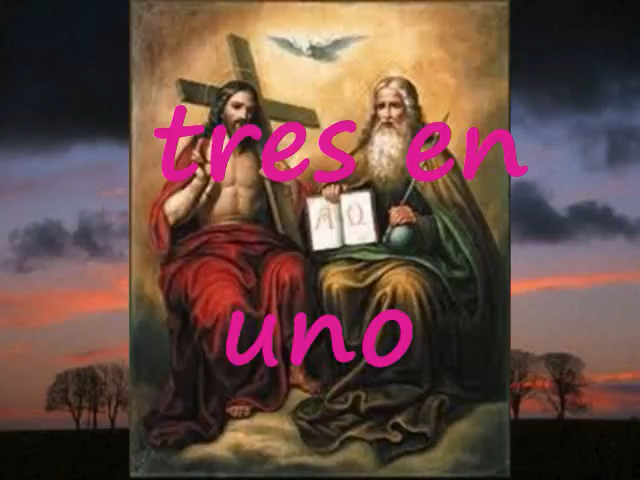 tres en
uno
Α Ω